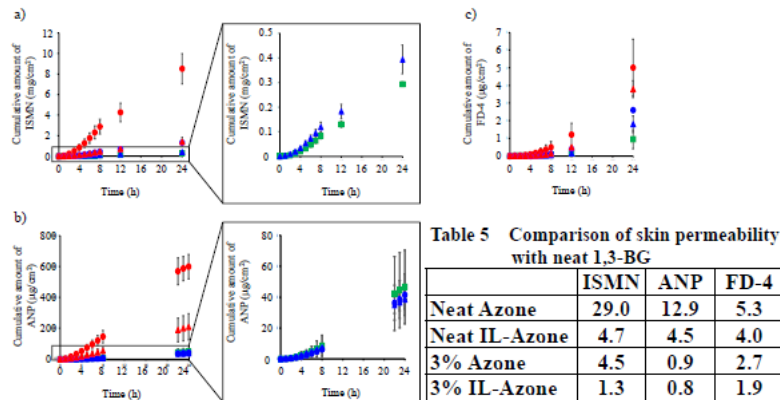 a)
Cumulative amount of
ISMN (mg/cm²)
12
10
8
6
4
2
0
0 4 8 12 16 20 24
Time (h)
Cumulative amount of
ISMN (mg/cm²)
0.5
0.4
0.3
0.2
0.1
0
0 4 8 12 16 20 24
Time (h)
c)
Cumulative amount of
FD-4 (μg/cm²)
7
6
5
4
3
2
1
0
0 4 8 12 16 20 24
Time (h)
b)
Cumulative amount of
ANP (μg/cm²)
800
600
400
200
0
0 4 8 12 16 20 24
Time (h)
Cumulative amount of
ANP (μg/cm²)
80
60
40
20
0
0 4 8 12 16 20 24
Time (h)
Table 5 Comparison of skin permeability
with neat 1,3-BG
ISMN ANP FD-4
Neat Azone 29.0 12.9 5.3
Neat IL-Azone 4.7 4.5 4.0
3% Azone 4.5 0.9 2.7
3% IL-Azone 1.3 0.8 1.9